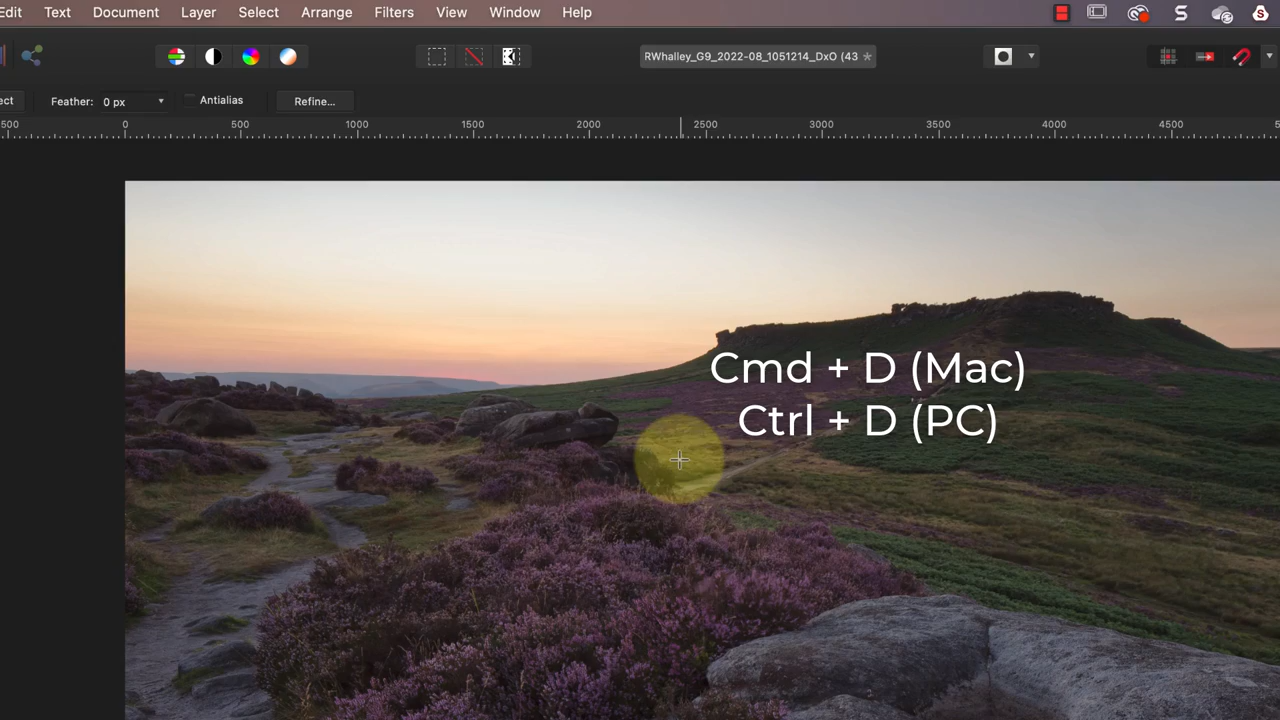 Edit Text Document Layer Select Arrange Filters View Window Help
RWhalley_G9_2022-08_1051214_DxO (43
Feather: 0 px Antialias Refine...
0 500 1000 1500 2000 2500 3000 3500 4000 4500
Cmd + D (Mac)
Ctrl + D (PC)